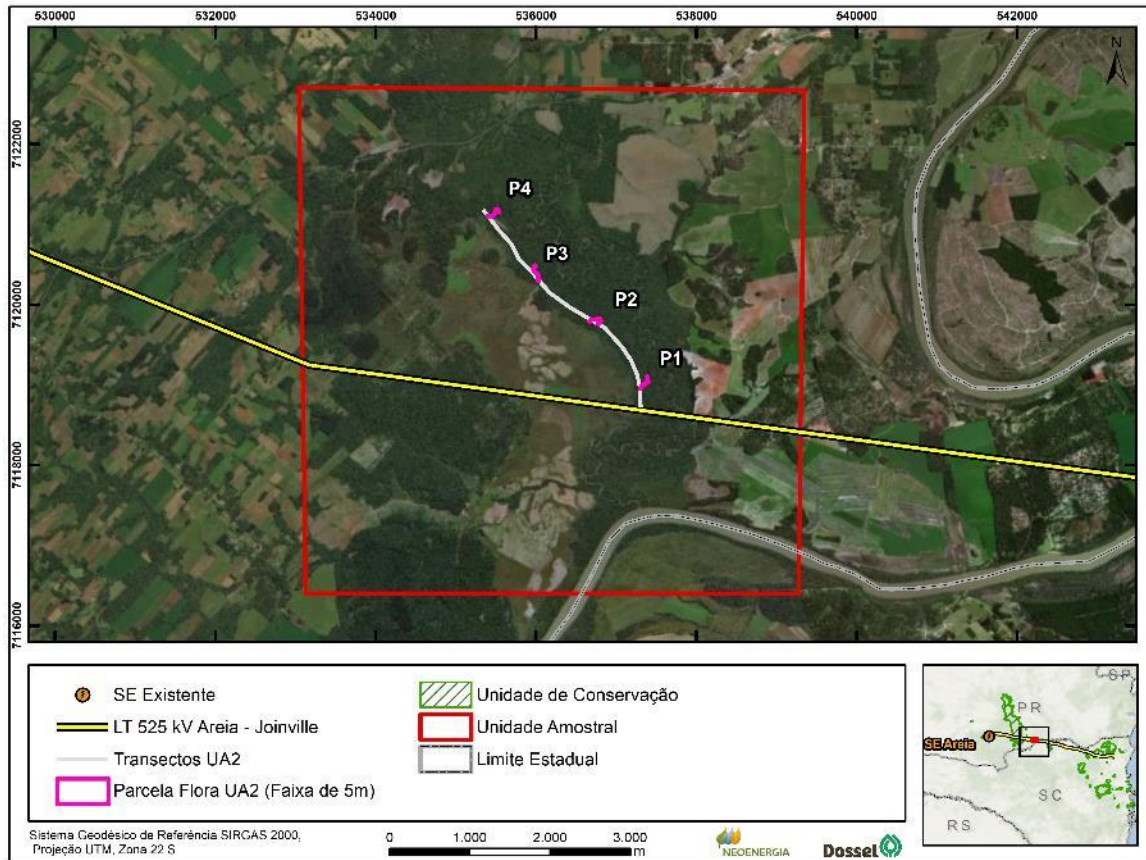 530000 532000 534000 536000 538000 540000 542000
N
7122000
7120000
7118000
7116000
P4
P3
P2
P1
SE Existente
LT 525 kV Areia - Joinville
Transectos UA2
Parcela Flora UA2 (Faixa de 5m)
Unidade de Conservação
Unidade Amostral
Limite Estadual
SP
PR
SE Areia
SC
RS
Sistema Geodésico de Referência SIRGAS 2000,
Projeção UTM, Zona 22 S
0 1.000 2.000 3.000
m
NEOENERGIA
Dossel